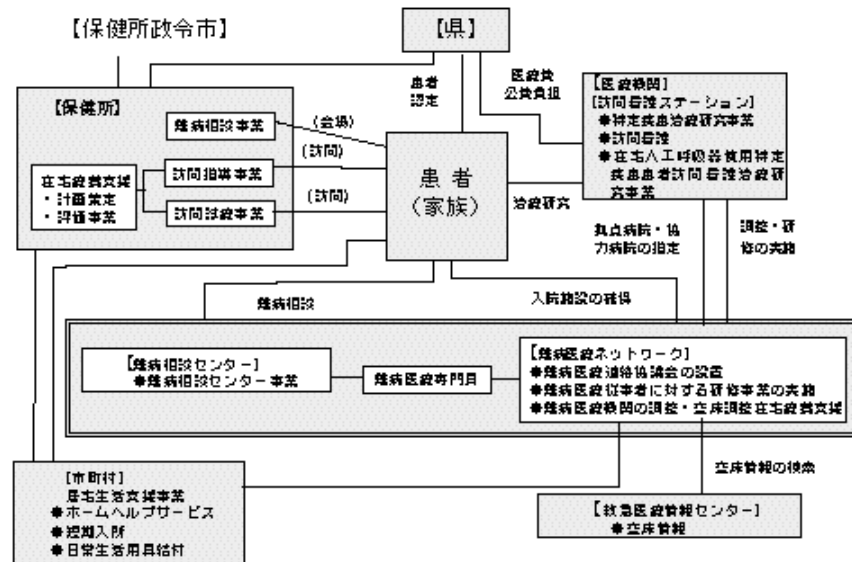 【保健所政令市】
【県】
【保健所】
難病相談事業
在宅療養支援
・計画策定
・評価事業
訪問指導事業
訪問診療事業
(会場)
(訪問)
(訪問)
患者
認定
医療費
公費負担
患者
(家族)
治療研究
【医療機関】
[訪問看護ステーション]
◆特定疾患治療研究事業
◆訪問看護
◆在宅人工呼吸器使用特定
疾患患者訪問看護治療研
究事業
拠点病院・協
力病院の指定
調整・研
修の実施
難病相談
入院施設の確保
【難病相談センター】
◆難病相談センター事業
難病医療専門員
【難病医療ネットワーク】
◆難病医療連絡協議会の設置
◆難病医療従事者に対する研修事業の実施
◆難病医療機関の調整・空床調整在宅療養支援
[市町村]
居宅生活支援事業
◆ホームヘルプサービス
◆短期入所
◆日常生活用具給付
空床情報の検索
【救急医療情報センター】
◆空床情報